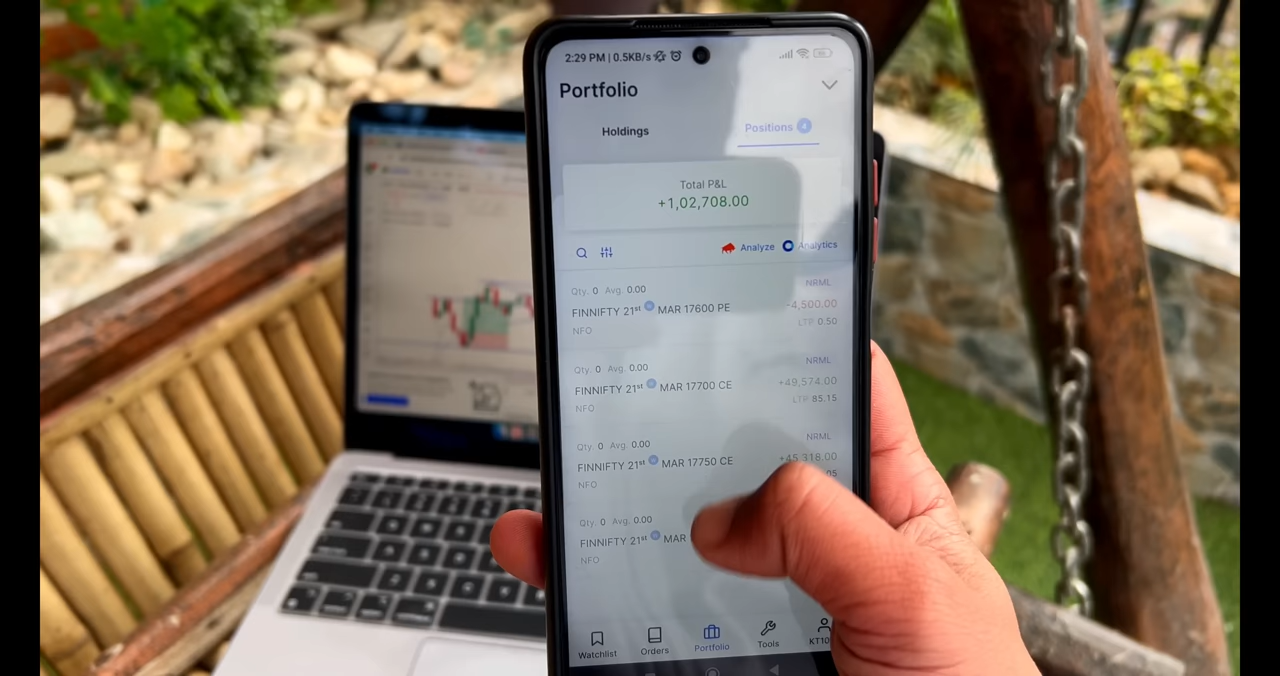 2:29 PM | 0.5KB/s
Portfolio
Holdings
Positions 4
Total P&L
+1,02,708.00
Analyze
Analytics
Qty. 0 Avg. 0.00
NRML
FINNIFTY 21st MAR 17600 PE
-4,500.00
NFO
LTP 0.50
Qty. 0 Avg. 0.00
NRML
FINNIFTY 21st MAR 17700 CE
+49,574.00
NFO
LTP 85.15
Qty. 0 Avg. 0.00
NRML
FINNIFTY 21st MAR 17750 CE
+45,318.00
NFO
Qty. 0 Avg. 0.00
FINNIFTY 21st MAR
NFO
Watchlist
Orders
Portfolio
Tools